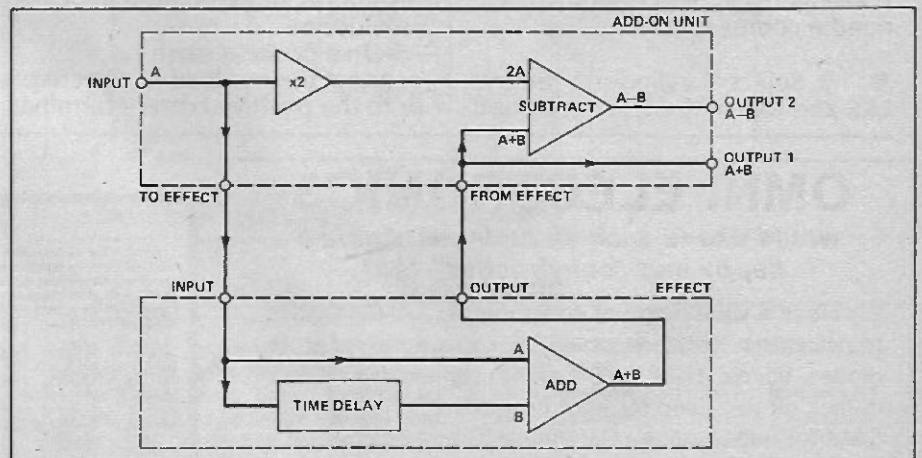 ADD-ON UNIT
INPUT A
x2
2A
SUBTRACT
A–B
A+B
OUTPUT 2
A–B
OUTPUT 1
A+B
TO EFFECT
FROM EFFECT
INPUT
OUTPUT
EFFECT
A
ADD
A+B
TIME DELAY
B